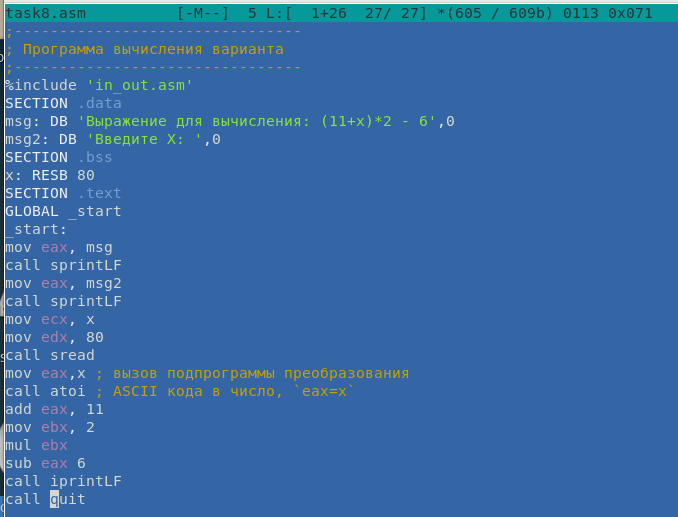 task8.asm          [-M--]  5 L:[  1+26  27/ 27] *(605 / 609b) 0113 0x071
;--------------------------------
; Программа вычисления варианта
;--------------------------------
%include 'in_out.asm'
SECTION .data
msg: DB 'Выражение для вычисления: (11+x)*2 - 6',0
msg2: DB 'Введите X: ',0
SECTION .bss
x: RESB 80
SECTION .text
GLOBAL _start
_start:
mov eax, msg
call sprintLF
mov eax, msg2
call sprintLF
mov ecx, x
mov edx, 80
call sread
mov eax,x ; вызов подпрограммы преобразования
call atoi ; ASCII кода в число, `eax=x`
add eax, 11
mov ebx, 2
mul ebx
sub eax 6
call iprintLF
call quit